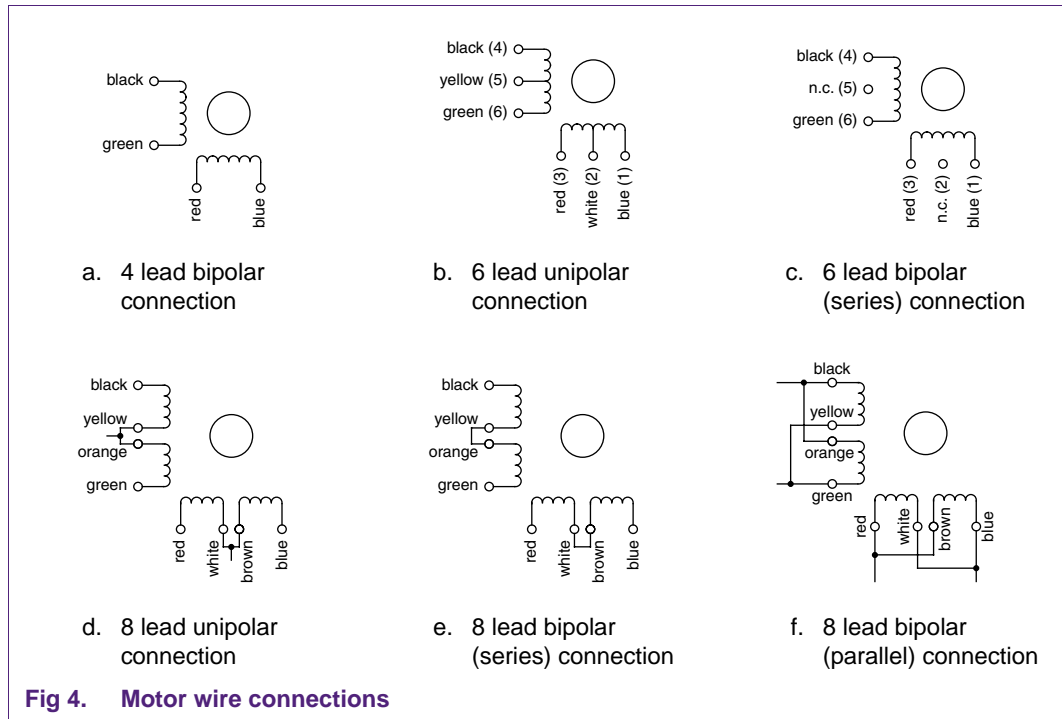 black
green
red
blue
a. 4 lead bipolar
connection
black (4)
yellow (5)
green (6)
red (3)
white (2)
blue (1)
b. 6 lead unipolar
connection
black (4)
n.c. (5)
green (6)
red (3)
n.c. (2)
blue (1)
c. 6 lead bipolar
(series) connection
black
yellow
orange
green
red
white
brown
blue
d. 8 lead unipolar
connection
black
yellow
orange
green
red
white
brown
blue
e. 8 lead bipolar
(series) connection
black
yellow
orange
green
red
white
brown
blue
f. 8 lead bipolar
(parallel) connection
Fig 4. Motor wire connections